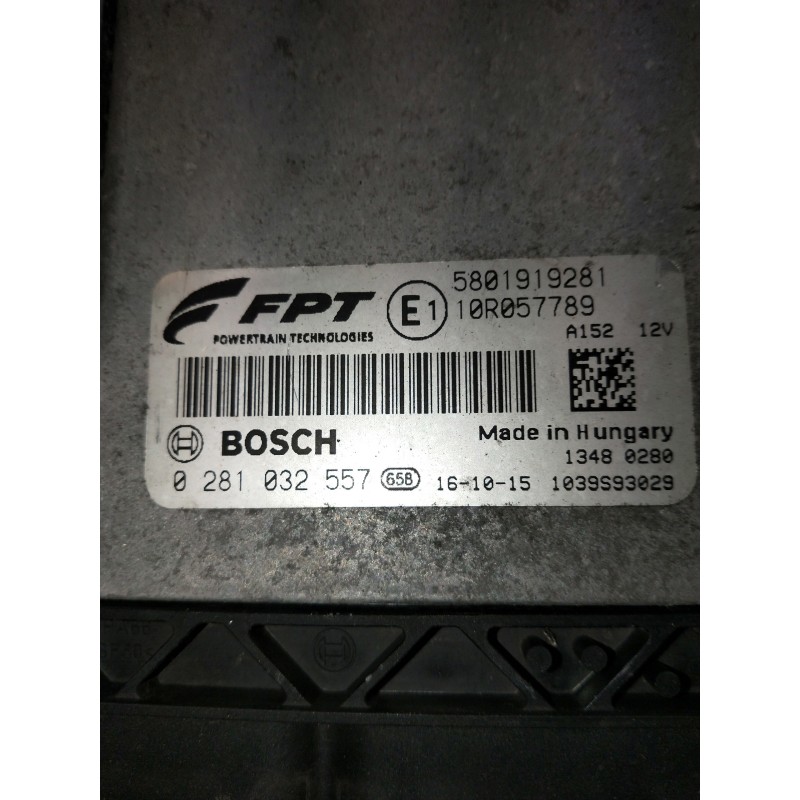 FPT
POWERTRAIN TECHNOLOGIES
E1
5801919281
10R057789
A152 12V
BOSCH
Made in Hungary
1348 0280
0 281 032 557 65B 16-10-15 1039S93029